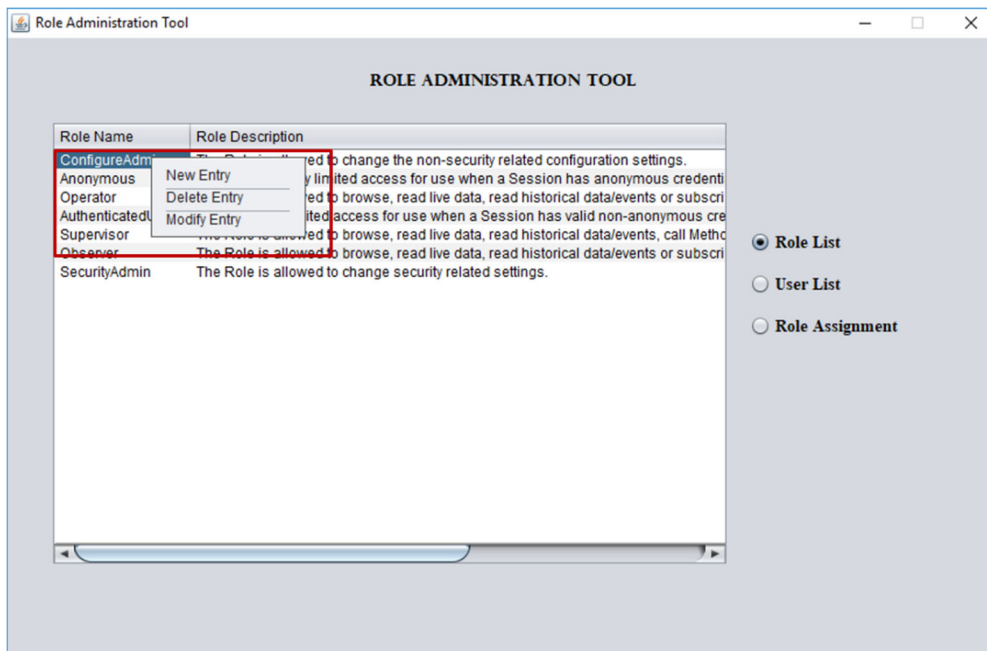 Role Administration Tool
ROLE ADMINISTRATION TOOL
Role Name Role Description
ConfigureAdmi ed to change the non-security related configuration settings.
Anonymous y limited access for use when a Session has anonymous credenti
Operator ed to browse, read live data, read historical data/events or subscri
AuthenticatedU ited access for use when a Session has valid non-anonymous cre
Supervisor ed to browse, read live data, read historical data/events, call Metho
Observer The Role is allowed to browse, read live data, read historical data/events or subscri
SecurityAdmin The Role is allowed to change security related settings.
New Entry
Delete Entry
Modify Entry
Role List
User List
Role Assignment